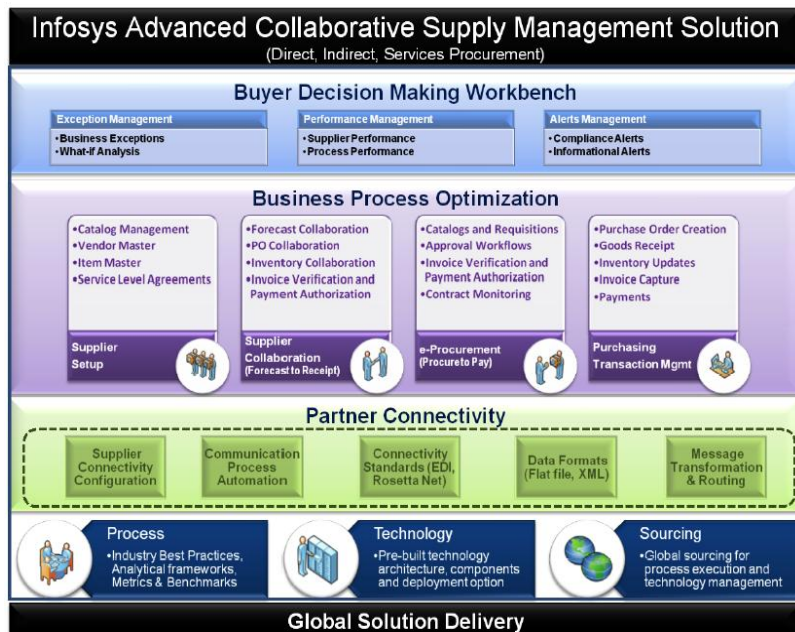 Infosys Advanced Collaborative Supply Management Solution
(Direct, Indirect, Services Procurement)
Buyer Decision Making Workbench
Exception Management
•Business Exceptions
•What-if Analysis
Performance Management
•Supplier Performance
•Process Performance
Alerts Management
•Compliance Alerts
•Informational Alerts
Business Process Optimization
•Catalog Management
•Vendor Master
•Item Master
•Service Level Agreements
Supplier
Setup
•Forecast Collaboration
•PO Collaboration
•Inventory Collaboration
•Invoice Verification and
Payment Authorization
Supplier
Collaboration
(Forecast to Receipt)
•Catalogs and Requisitions
•Approval Workflows
•Invoice Verification and
Payment Authorization
•Contract Monitoring
e-Procurement
(Procure to Pay)
•Purchase Order Creation
•Goods Receipt
•Inventory Updates
•Invoice Capture
•Payments
Purchasing
Transaction Mgmt
Partner Connectivity
Supplier
Connectivity
Configuration
Communication
Process
Automation
Connectivity
Standards (EDI,
Rosetta Net)
Data Formats
(Flat file, XML)
Message
Transformation
& Routing
Process
•Industry Best Practices,
Analytical frameworks,
Metrics & Benchmarks
Technology
•Pre-built technology
architecture, components
and deployment option
Sourcing
•Global sourcing for
process execution and
technology management
Global Solution Delivery